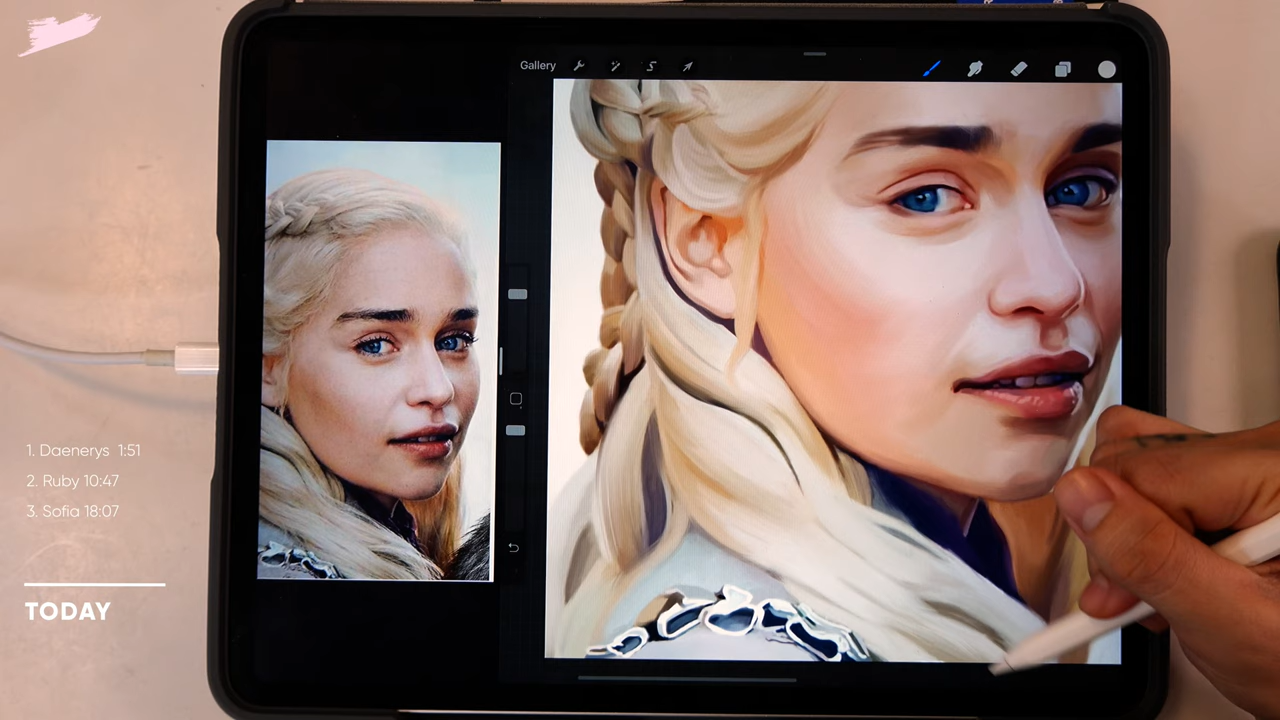 Gallery
1. Daenerys 1:51
2. Ruby 10:47
3. Sofia 18:07
TODAY